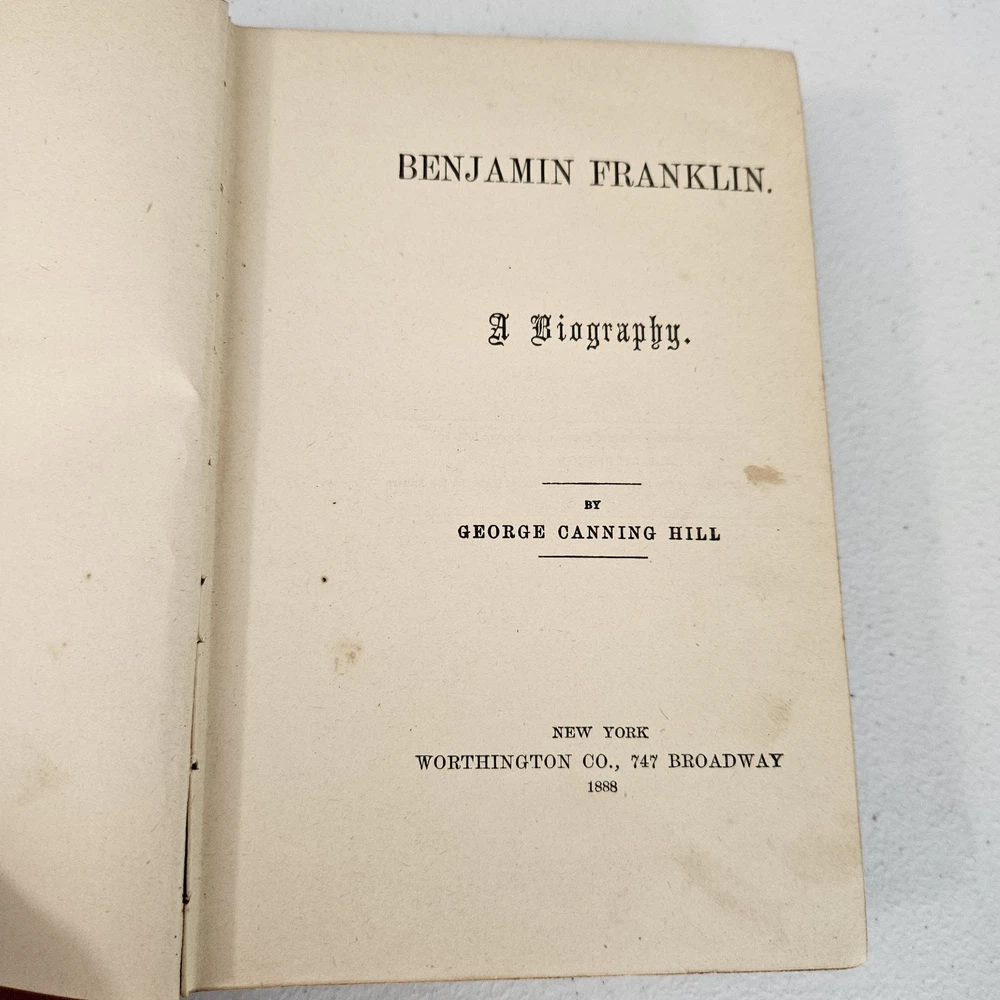 BENJAMIN FRANKLIN.
A Biography.
BY
GEORGE CANNING HILL
NEW YORK
WORTHINGTON CO., 747 BROADWAY
1888